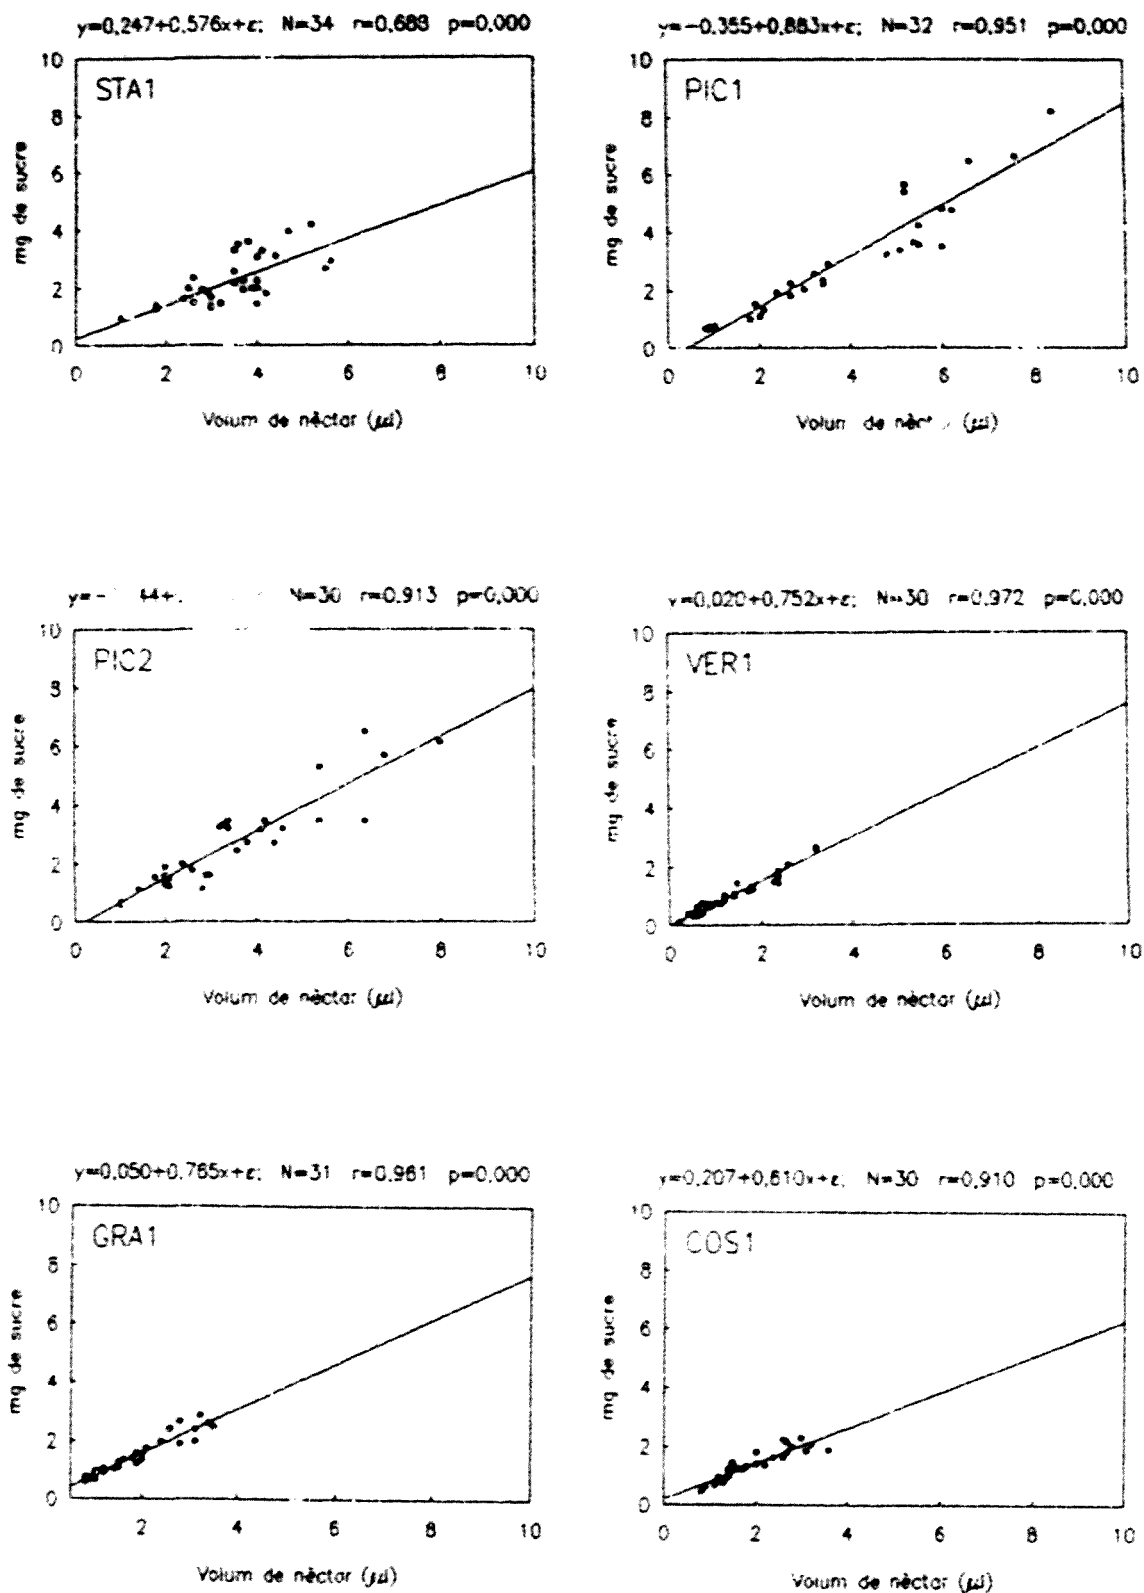 y=0.247+0.576x+ε; N=34 r=0.688 p=0.000
STA1
mg de sucre
10
8
6
4
2
0
0 2 4 6 8 10
Volum de nèctar (µl)
y=-0.355+0.883x+ε; N=32 r=0.951 p=0.000
PIC1
mg de sucre
10
8
6
4
2
0
0 2 4 6 8 10
de (µl)
N=30 r=0.913 p=0.000
PIC2
mg de sucre
10
8
6
4
2
0
0 2 4 6 8 10
Volum de nèctar (µl)
y=0.020+0.752x+ε; N=30 r=0.972 p=0.000
VER1
mg de sucre
10
8
6
4
2
0
0 2 4 6 8 10
Volum de nèctar (µl)
y=0.050+0.765x+ε; N=31 r=0.961 p=0.000
GRA1
mg de sucre
10
8
6
4
2
0
2 4 6 8 10
Volum de nèctar (µl)
y=0.207+0.610x+ε; N=30 r=0.910 p=0.000
COS1
mg de sucre
10
8
6
4
2
0
0 2 4 6 8 10
Volum de nèctar (µl)